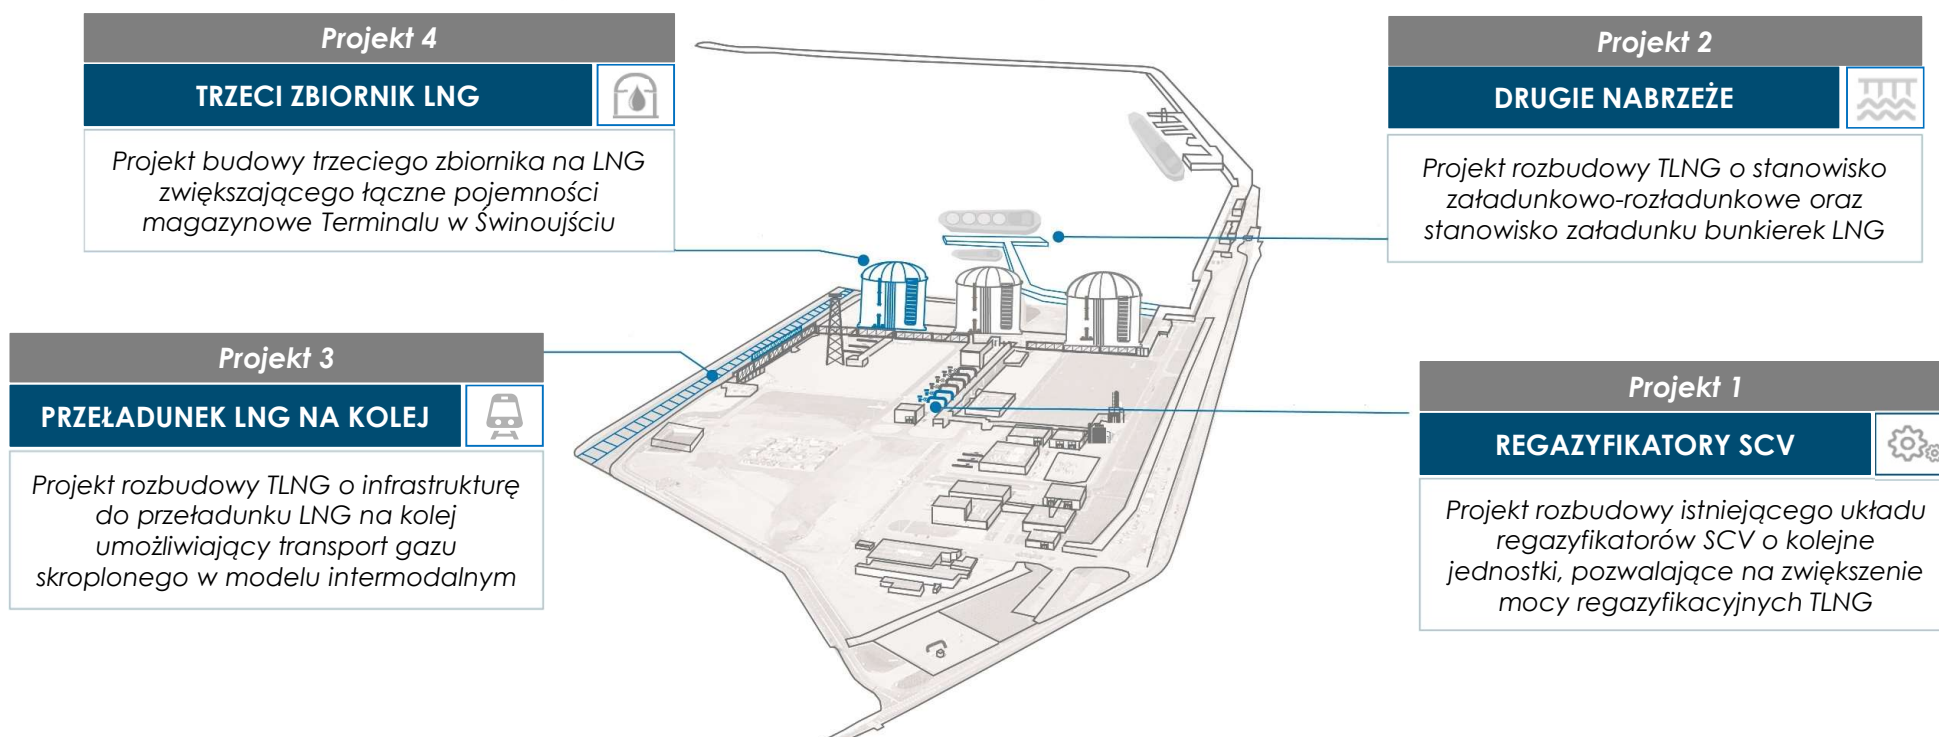 Projekt 4
TRZECI ZBIORNIK LNG
Projekt budowy trzeciego zbiornika na LNG
zwiększającego łączne pojemności
magazynowe Terminalu w Świnoujściu
Projekt 2
DRUGIE NABRZEŻE
Projekt rozbudowy TLNG o stanowisko
załadunkowo-rozładunkowe oraz
stanowisko załadunku bunkierek LNG
Projekt 3
PRZEŁADUNEK LNG NA KOLEJ
Projekt rozbudowy TLNG o infrastrukturę
do przeładunku LNG na kolej
umożliwiający transport gazu
skroplonego w modelu intermodalnym
Projekt 1
REGAZYFIKATORY SCV
Projekt rozbudowy istniejącego układu
regazyfikatorów SCV o kolejne
jednostki, pozwalające na zwiększenie
mocy regazyfikacyjnych TLNG